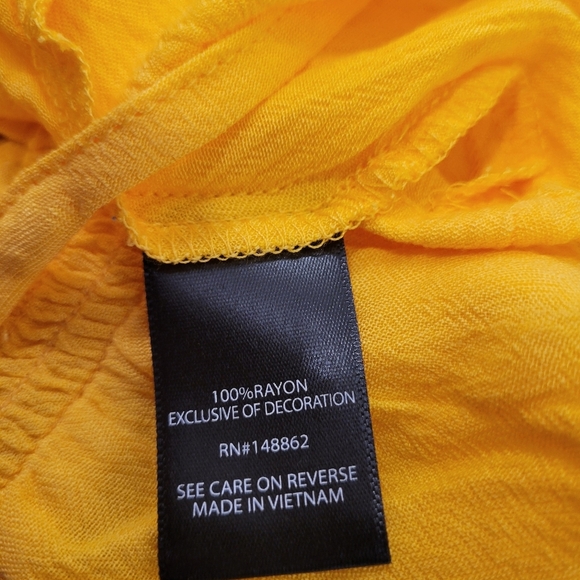 100%RAYON
EXCLUSIVE OF DECORATION
RN#148862
SEE CARE ON REVERSE
MADE IN VIETNAM